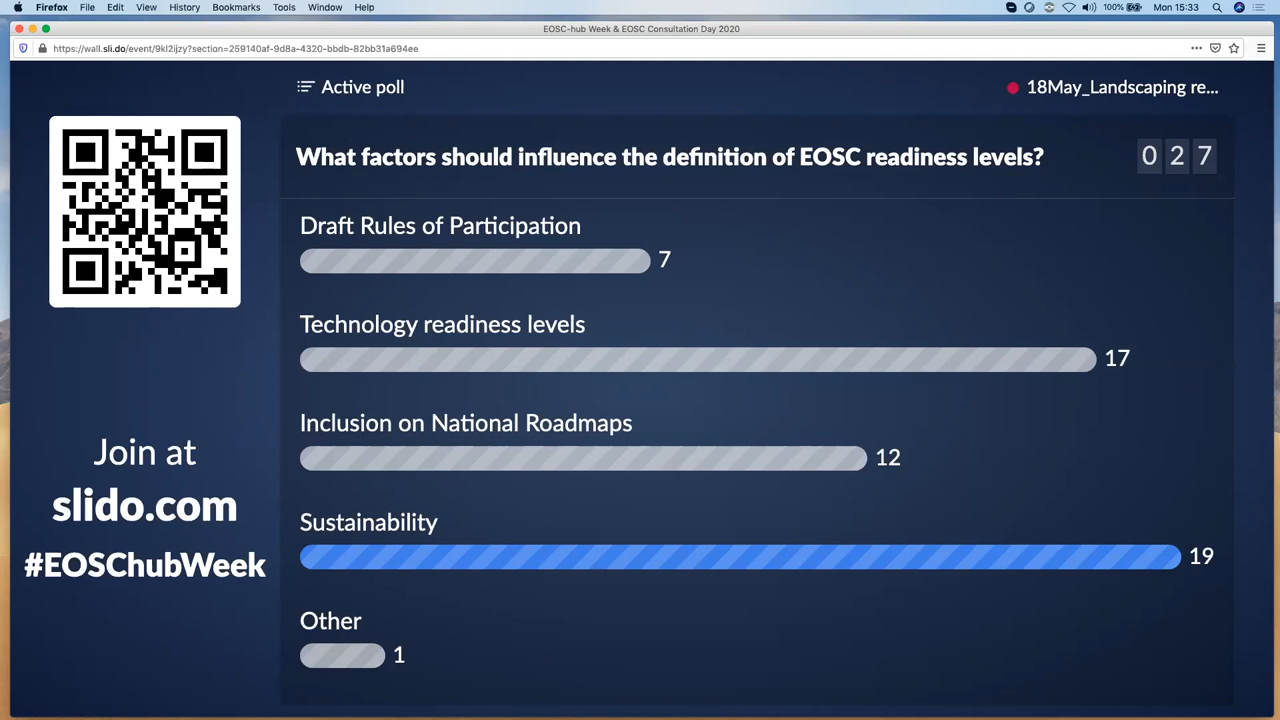 Firefox File Edit View History Bookmarks Tools Window Help 100% Mon 15:33
EOSC-hub Week & EOSC Consultation Day 2020
https://wall.sli.do/event/9kl2ijzy?section=259140af-9d8a-4320-bbdb-82bb31a694ee
Active poll
18May_Landscaping re...
What factors should influence the definition of EOSC readiness levels?
0 2 7
Draft Rules of Participation
7
Technology readiness levels
17
Inclusion on National Roadmaps
12
Sustainability
19
Other
1
Join at
slido.com
#EOSChubWeek